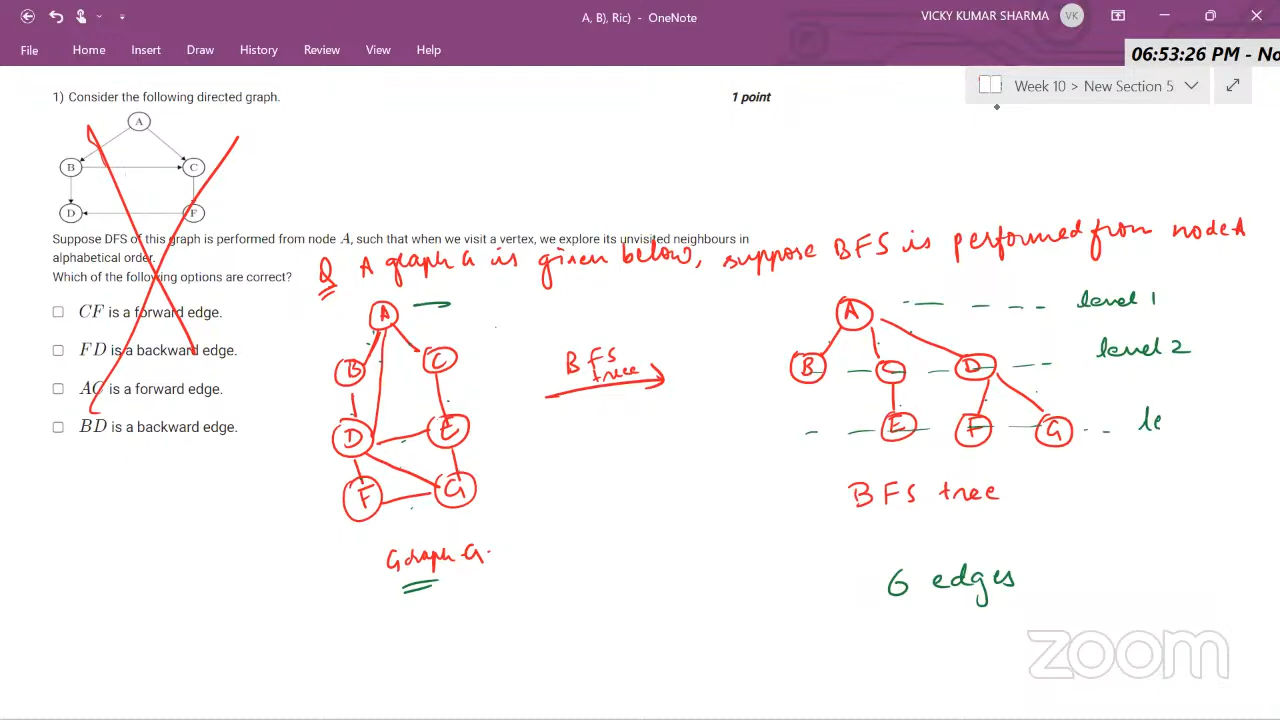 A, B), Ric) - OneNote
VICKY KUMAR SHARMA
VK
File Home Insert Draw History Review View Help
06:53:26 PM - No
Week 10 > New Section 5
1) Consider the following directed graph.
1 point
A
B C
D F
Suppose DFS of this graph is performed from node A, such that when we visit a vertex, we explore its unvisited neighbours in
alphabetical order.
Which of the following options are correct?
CF is a forward edge.
FD is a backward edge.
AC is a forward edge.
BD is a backward edge.
Q A graph G is given below, suppose BFS is performed from node A
A
B C
D E
F G
Graph G.
BFS
tree
A level 1
B C D level 2
E F G le
BFS tree
6 edges
zoom